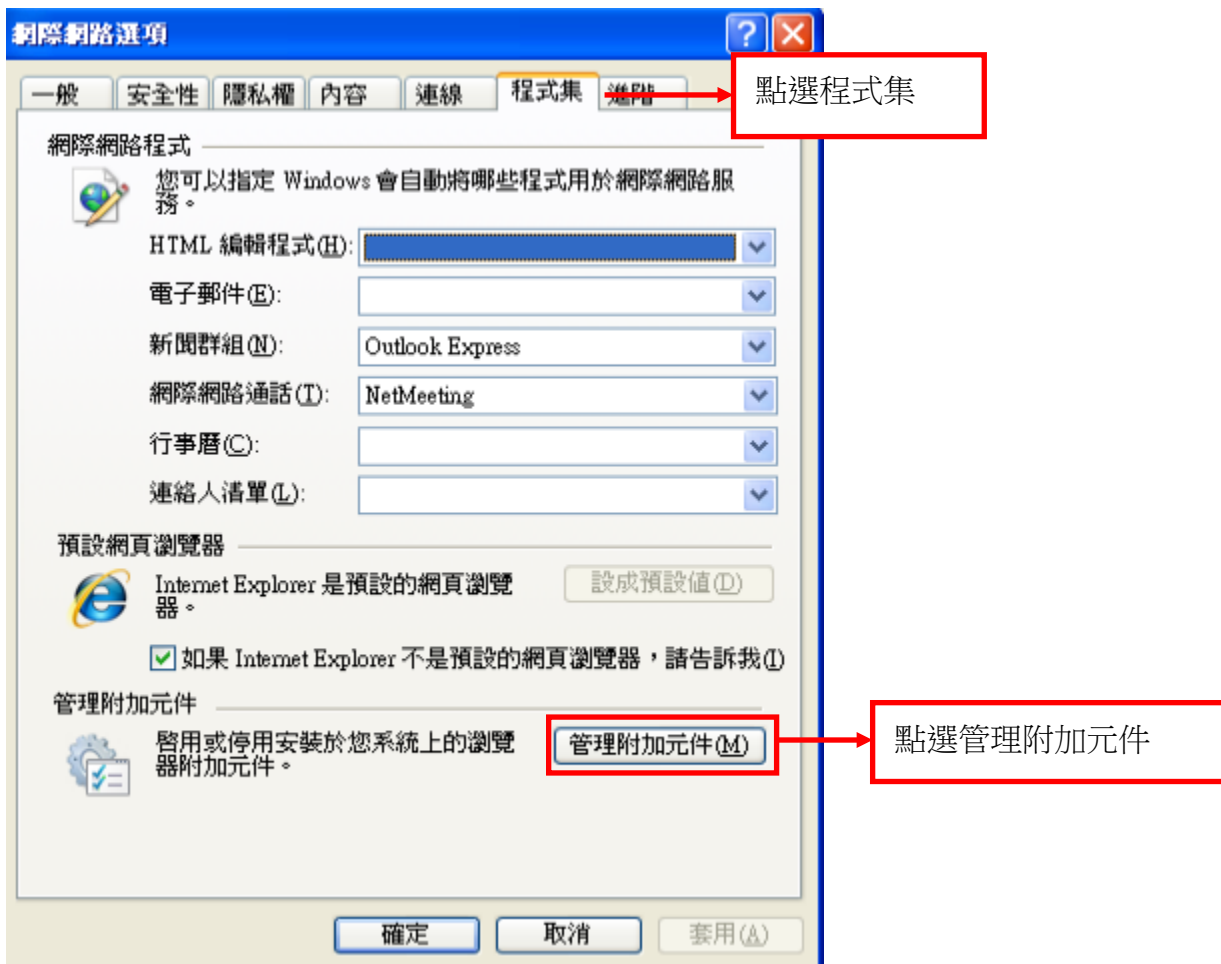 網際網路選項
一般 安全性 隱私權 內容 連線 程式集 進階
點選程式集
網際網路程式
您可以指定 Windows 會自動將哪些程式用於網際網路服
務。
HTML 編輯程式(H):
電子郵件(E):
新聞群組(N): Outlook Express
網際網路通話(T): NetMeeting
行事曆(C):
連絡人清單(L):
預設網頁瀏覽器
Internet Explorer 是預設的網頁瀏覽 設成預設值(D)
器。
如果 Internet Explorer 不是預設的網頁瀏覽器，請告訴我(I)
管理附加元件
啓用或停用安裝於您系統上的瀏覽 管理附加元件(M) 點選管理附加元件
器附加元件。
確定 取消 套用(A)